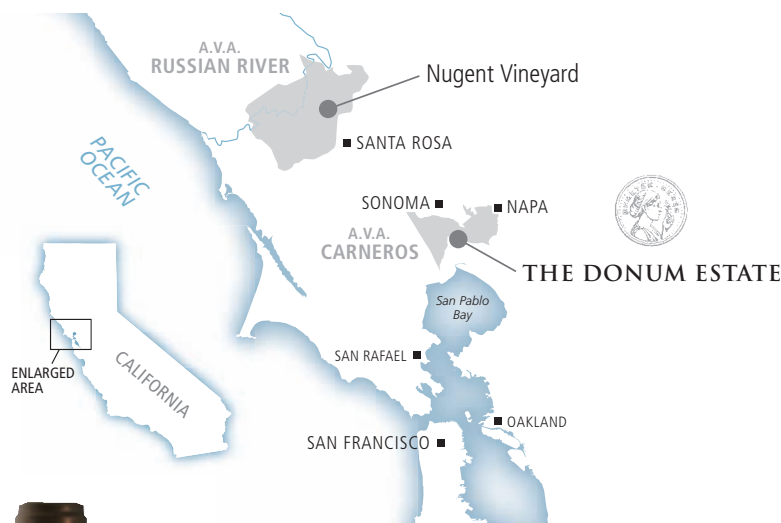 A.V.A.
RUSSIAN RIVER
Nugent Vineyard
SANTA ROSA
PACIFIC
OCEAN
SONOMA
NAPA
A.V.A.
CARNEROS
THE DONUM ESTATE
San Pablo
Bay
SAN RAFAEL
ENLARGED
AREA
CALIFORNIA
OAKLAND
SAN FRANCISCO